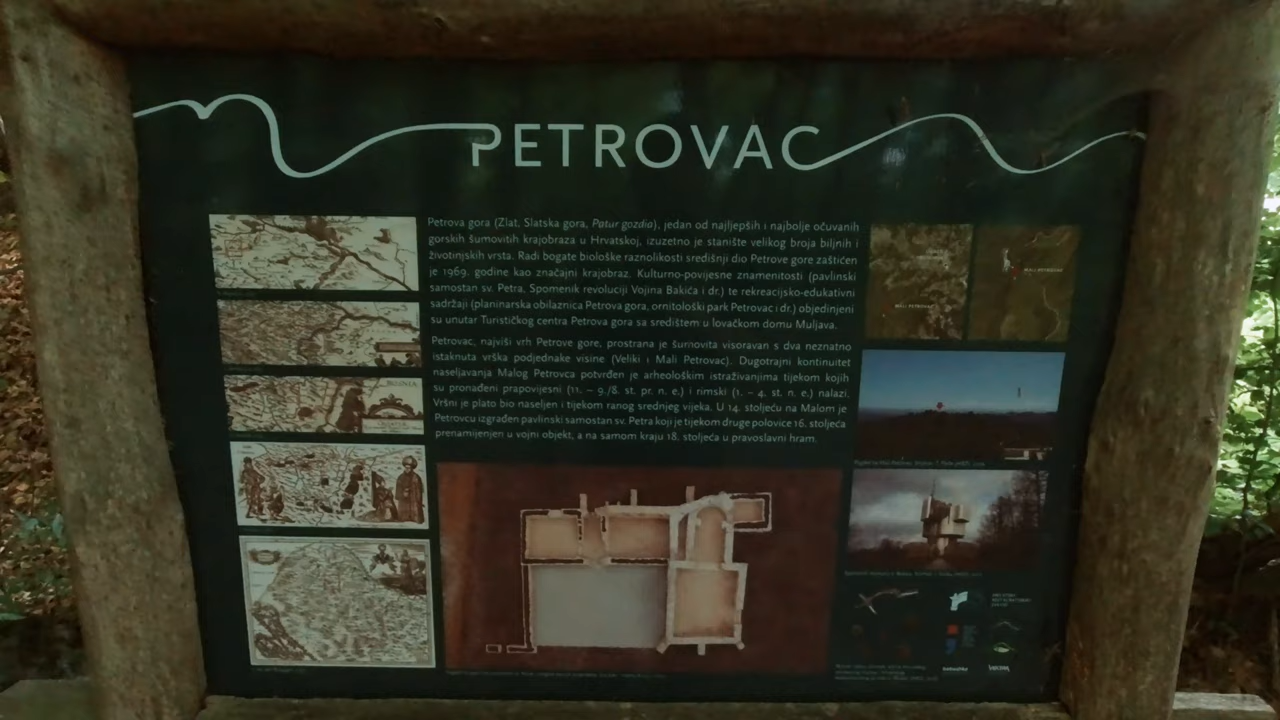 PETROVAC
Petrova gora (Zlat, Slatska gora, Patur gozdia), jedan od najljepših i najbolje očuvanih
gorskih šumovitih krajobraza u Hrvatskoj, izuzetno je stanište velikog broja biljnih i
životinjskih vrsta. Radi bogate biološke raznolikosti središnji dio Petrove gore zaštićen
je 1969. godine kao značajni krajobraz. Kulturno-povijesne znamenitosti (pavlinski
samostan sv. Petra, Spomenik revoluciji Vojina Bakića i dr.) te rekreacijsko-edukativni
sadržaji (planinarska obilaznica Petrova gora, ornitološki park Petrovac i dr.) objedinjeni
su unutar Turističkog centra Petrova gora sa središtem u lovačkom domu Muljava.
Petrovac, najviši vrh Petrove gore, prostrana je šumovita visoravan s dva neznatno
istaknuta vrška podjednake visine (Veliki i Mali Petrovac). Dugotrajni kontinuitet
naseljavanja Malog Petrovca potvrđen je arheološkim istraživanjima tijekom kojih
su pronađeni prapovijesni (11. – 9./8. st. pr. n. e.) i rimski (1. – 4. st. n. e.) nalazi.
Vršni je plato bio naseljen i tijekom ranog srednjeg vijeka. U 14. stoljeću na Malom je
Petrovcu izgrađen pavlinski samostan sv. Petra koji je tijekom druge polovice 16. stoljeća
prenamijenjen u vojni objekt, a na samom kraju 18. stoljeća u pravoslavni hram.
MALI PETROVAC
MALI PETROVAC